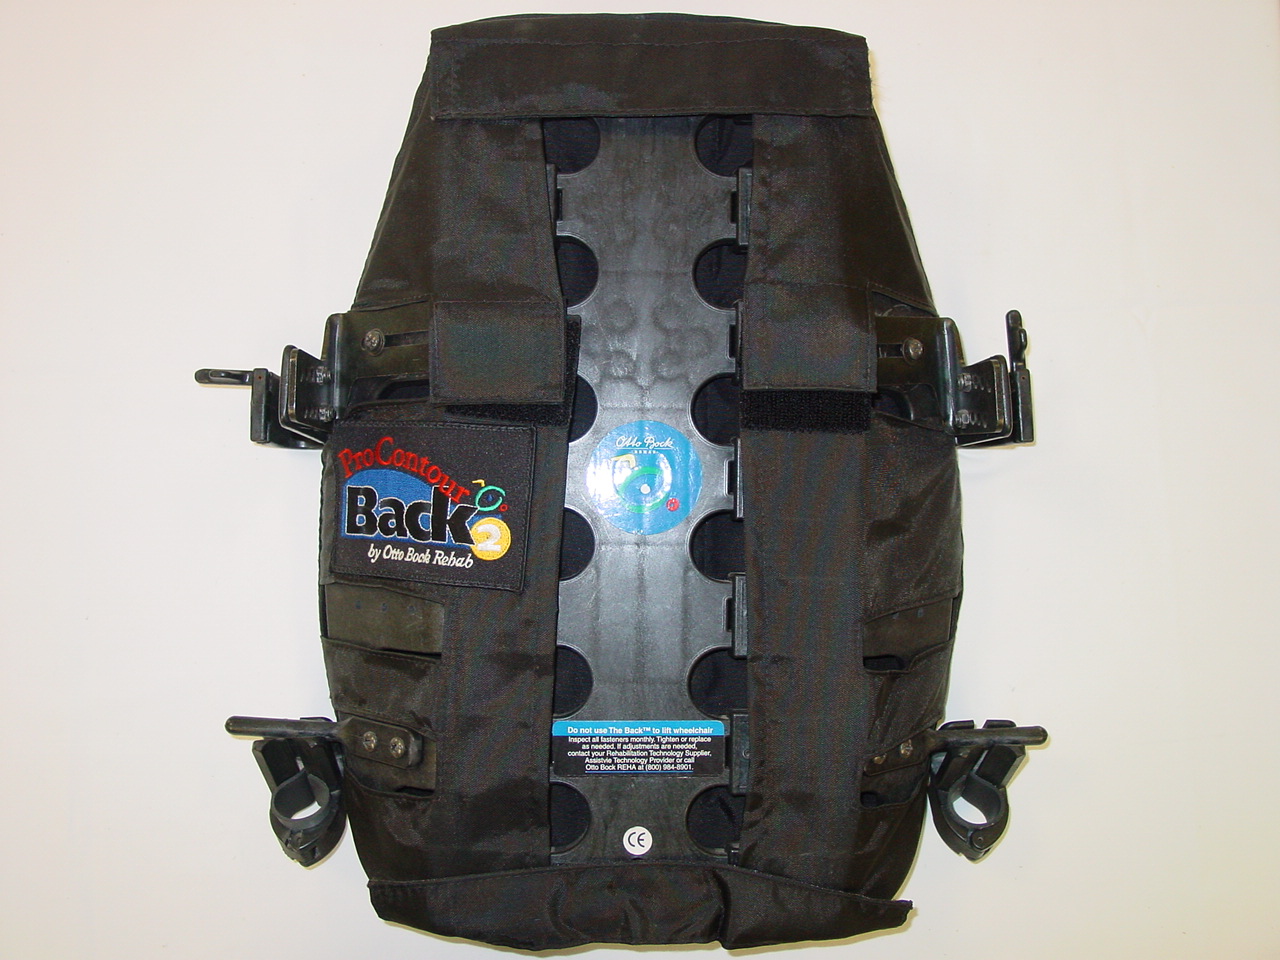 ProContour
Back 2
by Otto Bock Rehab
Otto Bock
REHAB
Do not use The Back™ to lift wheelchair
Inspect all fasteners monthly. Tighten or replace
as needed. If adjustments are needed,
contact your Rehabilitation Technology Supplier,
Assistvie Technology Provider or call
Otto Bock REHA at (800) 984-8901.
CE